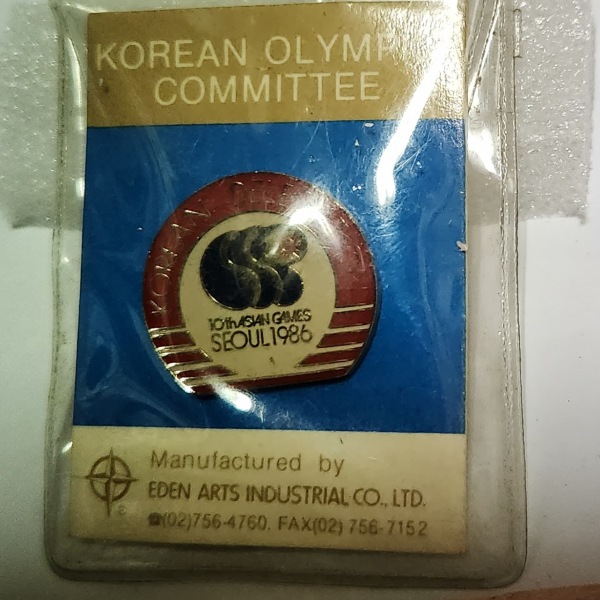 KOREAN OLYMP
COMMITTEE
KOREAN
10th ASIAN GAMES
SEOUL 1986
Manufactured by
EDEN ARTS INDUSTRIAL CO., LTD.
☎(02)756-4760. FAX(02) 756-7152